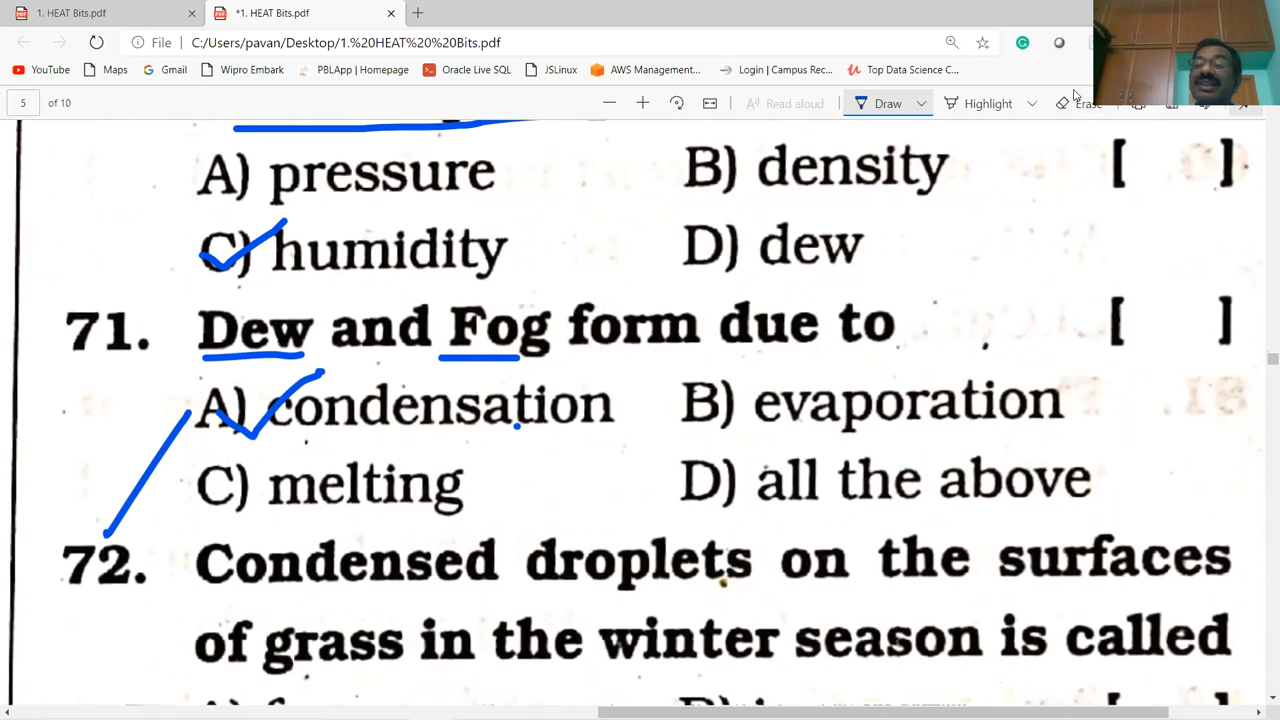 1. HEAT Bits.pdf
*1. HEAT Bits.pdf
File C:/Users/pavan/Desktop/1.%20HEAT%20%20Bits.pdf
YouTube Maps Gmail Wipro Embark PBLApp | Homepage Oracle Live SQL JSLinux AWS Management... Login | Campus Rec... Top Data Science C...
5 of 10 Read aloud Draw Highlight Erase
A) pressure B) density [ ]
C) humidity D) dew
71. Dew and Fog form due to [ ]
A) condensation B) evaporation
C) melting D) all the above
72. Condensed droplets on the surfaces
of grass in the winter season is called